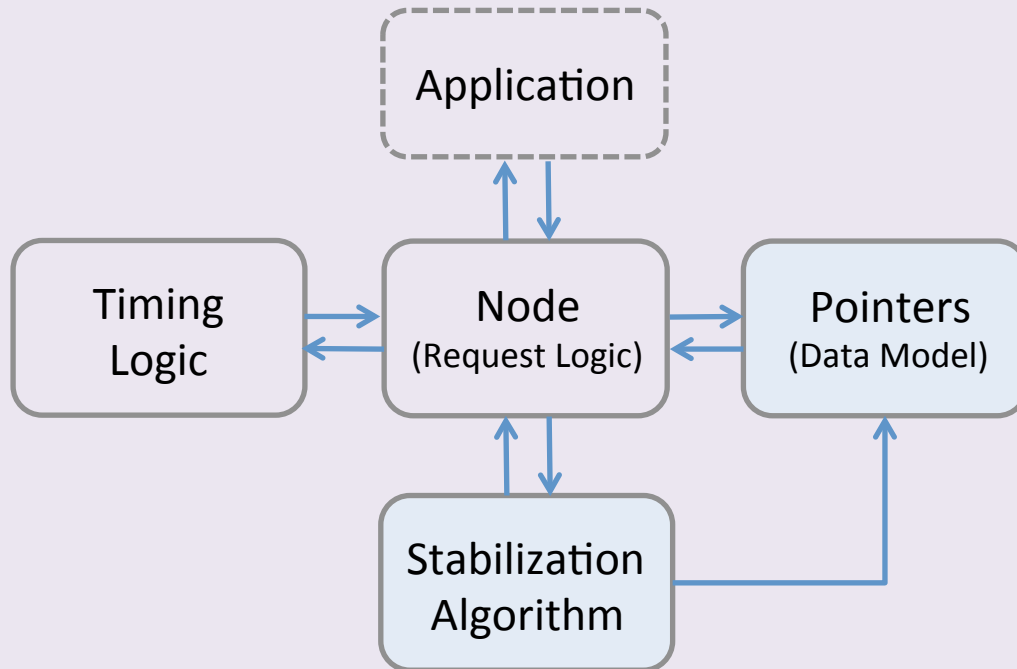 Application
Timing
Logic
Node
(Request Logic)
Pointers
(Data Model)
Stabilization
Algorithm